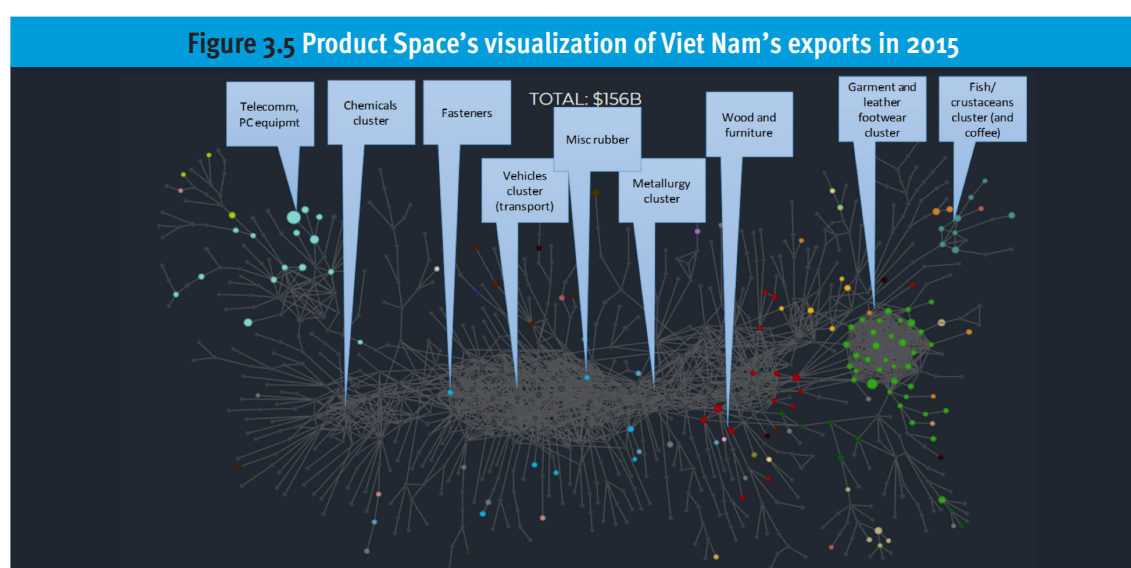 Figure 3.5 Product Space's visualization of Viet Nam's exports in 2015
TOTAL: $156B
Telecomm,
PC equipmt
Chemicals
cluster
Fasteners
Vehicles
cluster
(transport)
Misc rubber
Metallurgy
cluster
Wood and
furniture
Garment and
leather
footwear
cluster
Fish/
crustaceans
cluster (and
coffee)